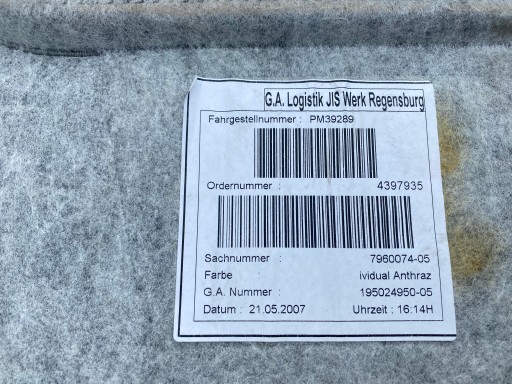 G.A. Logistik JIS Werk Regensburg
Fahrgestellnummer : PM39289
Ordernummer : 4397935
Sachnummer : 7960074-05
Farbe : ividual Anthraz
G.A. Nummer : 195024950-05
Datum : 21.05.2007 Uhrzeit : 16:14H